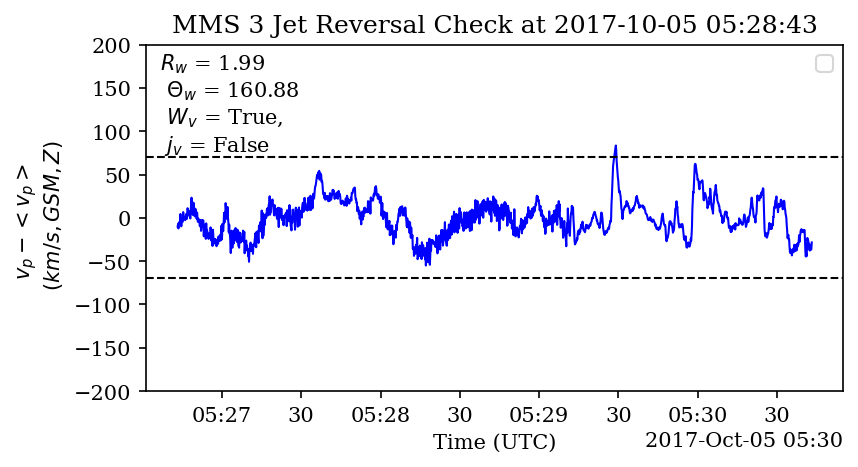 MMS 3 Jet Reversal Check at 2017-10-05 05:28:43
200
150
100
50
0
−50
−100
−150
−200
v_p − < v_p >
(km/s, GSM, Z)
R_w = 1.99
Θ_w = 160.88
W_v = True,
j_v = False
05:27 30 05:28 30 05:29 30 05:30 30
Time (UTC)
2017-Oct-05 05:30